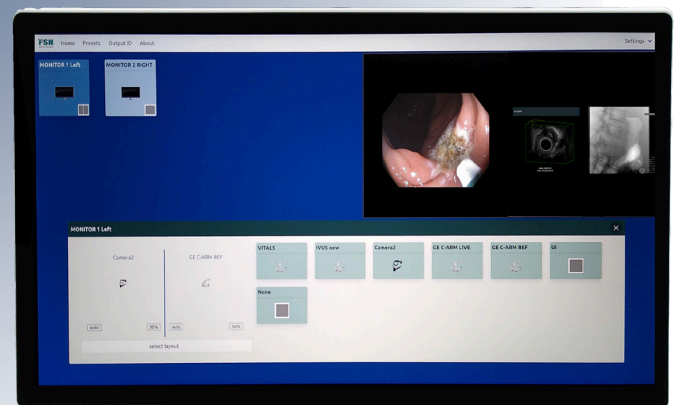 FSN
Home Presets Output ID About
Settings
MONITOR 1 Left
MONITOR 2 RIGHT
MONITOR 1 Left
Camera2
GE C-ARM REF
select layout
VITALS
IVUS new
Camera2
GE C-ARM LIVE
GE C-ARM REF
UI
None